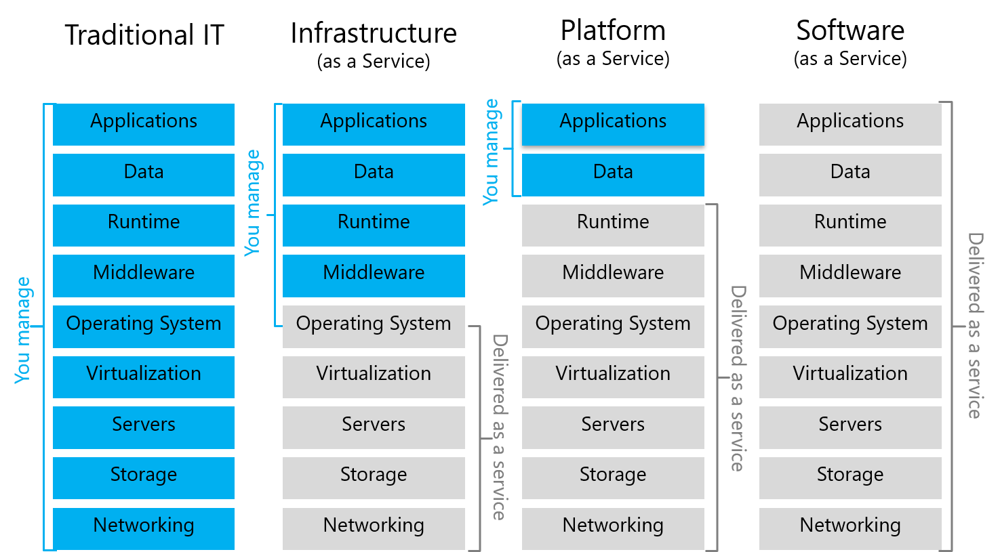 Traditional IT
Infrastructure
(as a Service)
Platform
(as a Service)
Software
(as a Service)
You manage
Applications
Data
Runtime
Middleware
Operating System
Virtualization
Servers
Storage
Networking
You manage
Applications
Data
Runtime
Middleware
Operating System
Virtualization
Servers
Storage
Networking
Delivered as a service
You manage
Applications
Data
Runtime
Middleware
Operating System
Virtualization
Servers
Storage
Networking
Delivered as a service
Applications
Data
Runtime
Middleware
Operating System
Virtualization
Servers
Storage
Networking
Delivered as a service